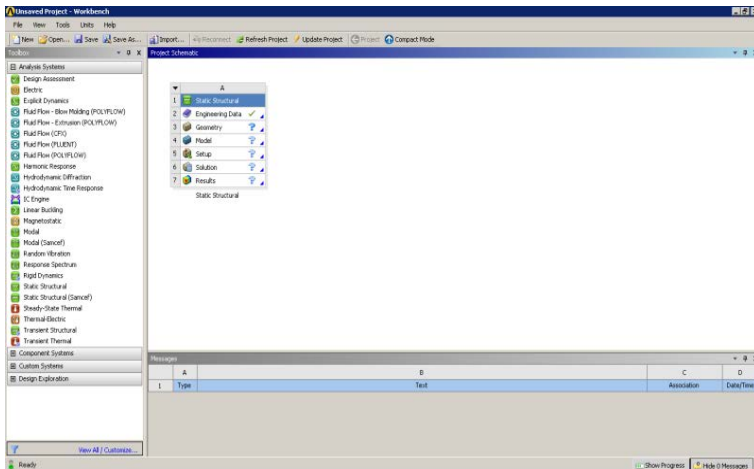 Unsaved Project - Workbench
File View Tools Units Help
New Open... Save Save As... Import... Reconnect Refresh Project Update Project Project Compact Mode
Toolbox
Project Schematic
Analysis Systems
Design Assessment
Electric
Explicit Dynamics
Fluid Flow - Blow Molding (POLYFLOW)
Fluid Flow - Extrusion (POLYFLOW)
Fluid Flow (CFX)
Fluid Flow (FLUENT)
Fluid Flow (POLYFLOW)
Harmonic Response
Hydrodynamic Diffraction
Hydrodynamic Time Response
IC Engine
Linear Buckling
Magnetostatic
Modal
Modal (Samcef)
Random Vibration
Response Spectrum
Rigid Dynamics
Static Structural
Static Structural (Samcef)
Steady-State Thermal
Thermal-Electric
Transient Structural
Transient Thermal
Component Systems
Custom Systems
Design Exploration
View All / Customize...
A
1 Static Structural
2 Engineering Data
3 Geometry ?
4 Model ?
5 Setup ?
6 Solution ?
7 Results ?
Static Structural
Messages
A B C D
1 Type Text Association Date/Time
Ready
Show Progress Hide 0 Messages